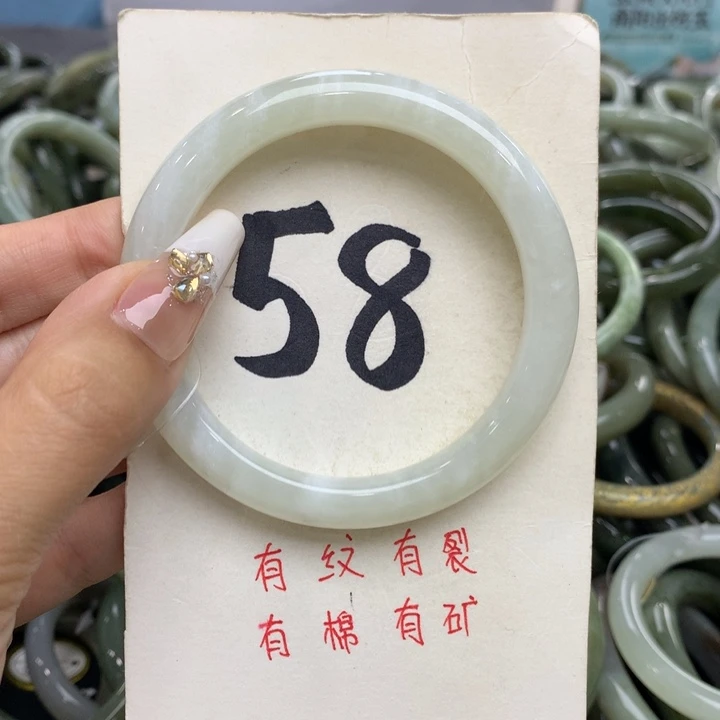 58
有 纹 有 裂
有 棉 有 矿